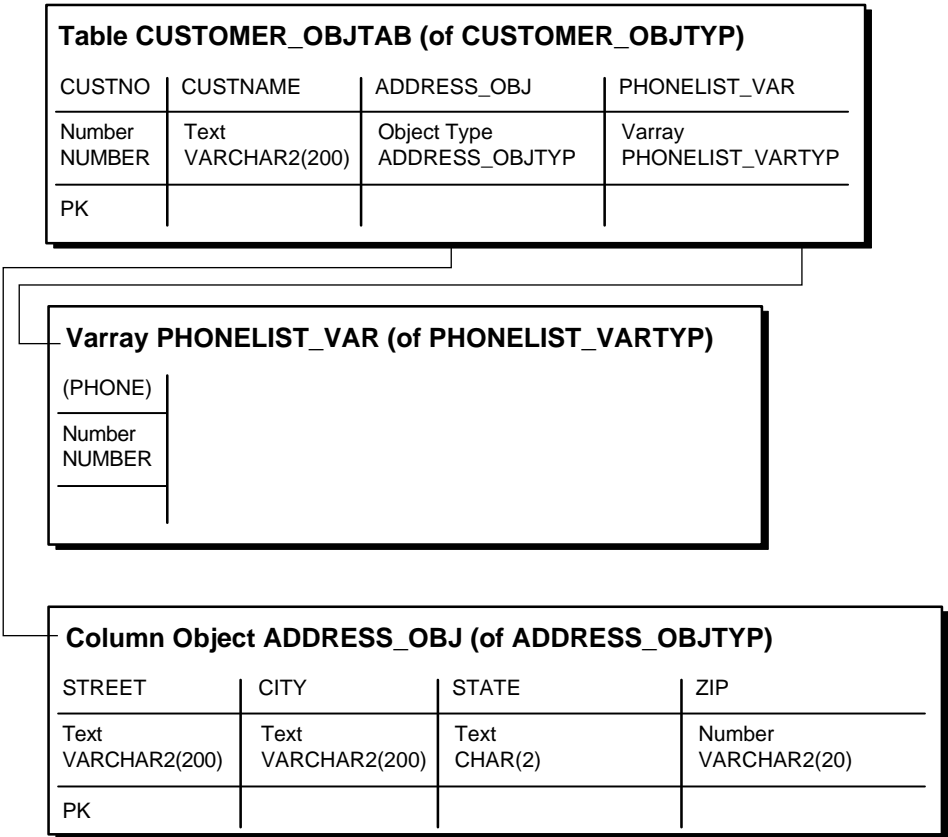 Table CUSTOMER_OBJTAB (of CUSTOMER_OBJTYP)
CUSTNO CUSTNAME ADDRESS_OBJ PHONELIST_VAR
Number Text Object Type Varray
NUMBER VARCHAR2(200) ADDRESS_OBJTYP PHONELIST_VARTYP
PK
Varray PHONELIST_VAR (of PHONELIST_VARTYP)
(PHONE)
Number
NUMBER
Column Object ADDRESS_OBJ (of ADDRESS_OBJTYP)
STREET CITY STATE ZIP
Text Text Text Number
VARCHAR2(200) VARCHAR2(200) CHAR(2) VARCHAR2(20)
PK